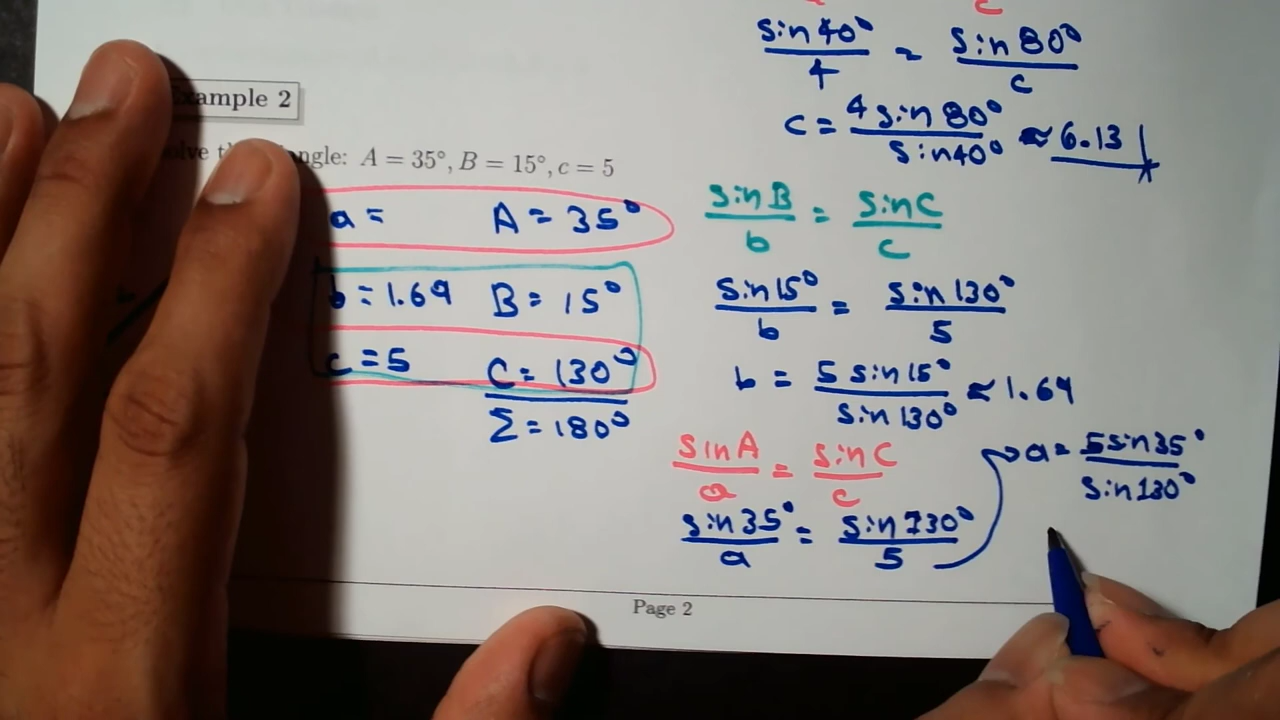 sin 40° / 4 = sin 80° / c
c = 4 sin 80° / sin 40° ≈ 6.13
Example 2
angle: A = 35°, B = 15°, c = 5
a = A = 35°
b = 1.69 B = 15°
c = 5 C = 130°
Σ = 180°
sin B / b = sin C / c
sin 15° / b = sin 130° / 5
b = 5 sin 15° / sin 130° ≈ 1.69
sin A / a = sin C / c
sin 35° / a = sin 130° / 5
a = 5 sin 35° / sin 130°
Page 2